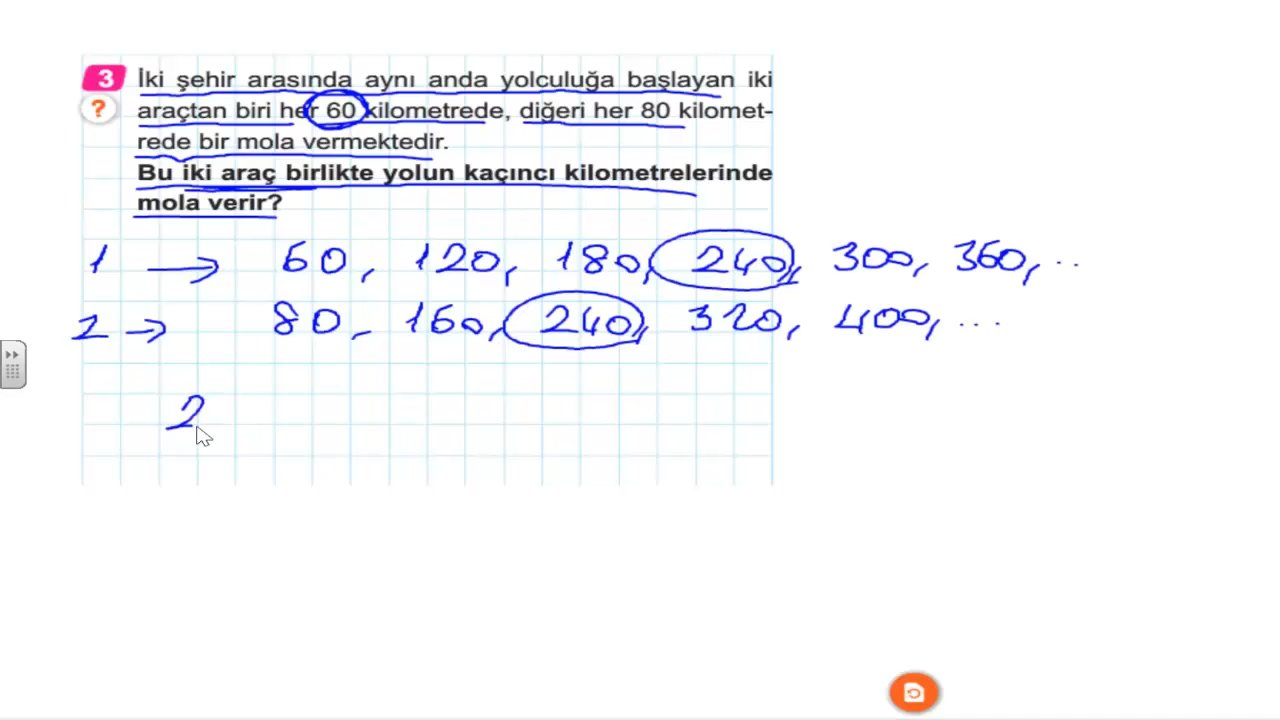 3 İki şehir arasında aynı anda yolculuğa başlayan iki
? araçtan biri her 60 kilometrede, diğeri her 80 kilomet-
rede bir mola vermektedir.
Bu iki araç birlikte yolun kaçıncı kilometrelerinde
mola verir?
1 → 60, 120, 180, 240, 300, 360, ..
2 → 80, 160, 240, 320, 400, ...
2